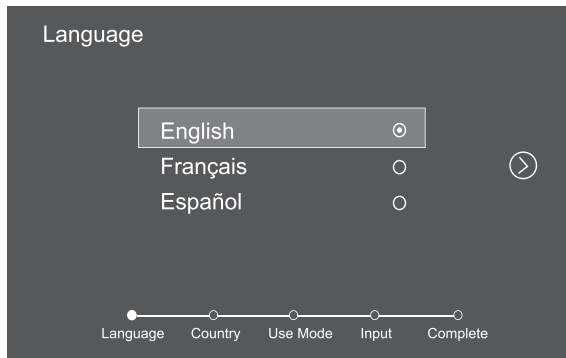 Language
English
Français
Español
Language Country Use Mode Input Complete